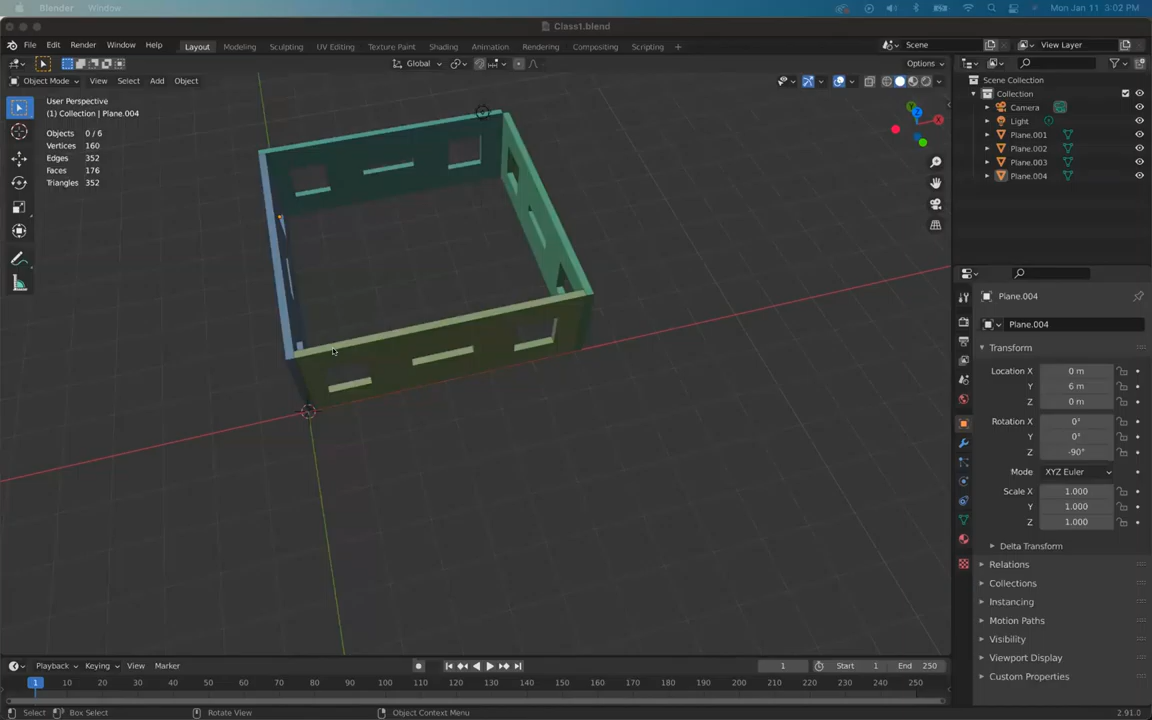 Blender Window Mon Jan 11 3:02 PM
Class1.blend
File Edit Render Window Help Layout Modeling Sculpting UV Editing Texture Paint Shading Animation Rendering Compositing Scripting + Scene View Layer
Global Options
Object Mode View Select Add Object
User Perspective
(1) Collection | Plane.004
Objects 0 / 6
Vertices 160
Edges 352
Faces 176
Triangles 352
Scene Collection
Collection
Camera
Light
Plane.001
Plane.002
Plane.003
Plane.004
Plane.004
Plane.004
Transform
Location X 0 m
Y 6 m
Z 0 m
Rotation X 0°
Y 0°
Z -90°
Mode XYZ Euler
Scale X 1.000
Y 1.000
Z 1.000
Delta Transform
Relations
Collections
Instancing
Motion Paths
Visibility
Viewport Display
Custom Properties
Playback Keying View Marker 1 Start 1 End 250
1 10 20 30 40 50 60 70 80 90 100 110 120 130 140 150 160 170 180 190 200 210 220 230 240 250
Select Box Select Rotate View Object Context Menu 2.91.0